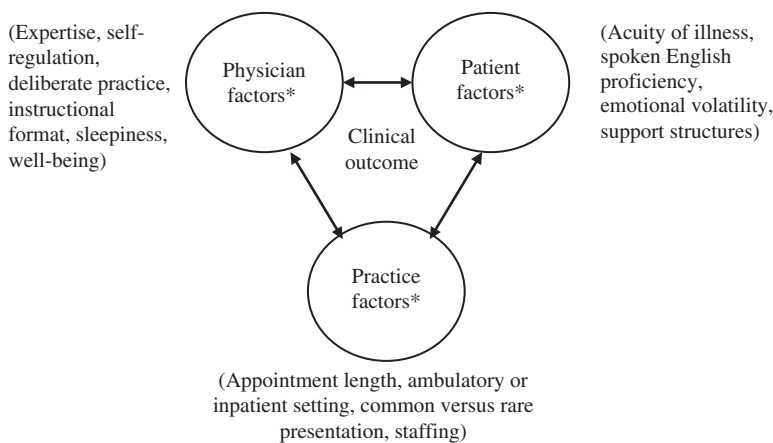 (Expertise, self-
regulation,
deliberate practice,
instructional
format, sleepiness,
well-being)
Physician
factors*
Patient
factors*
(Acuity of illness,
spoken English
proficiency,
emotional volatility,
support structures)
Clinical
outcome
Practice
factors*
(Appointment length, ambulatory or
inpatient setting, common versus rare
presentation, staffing)